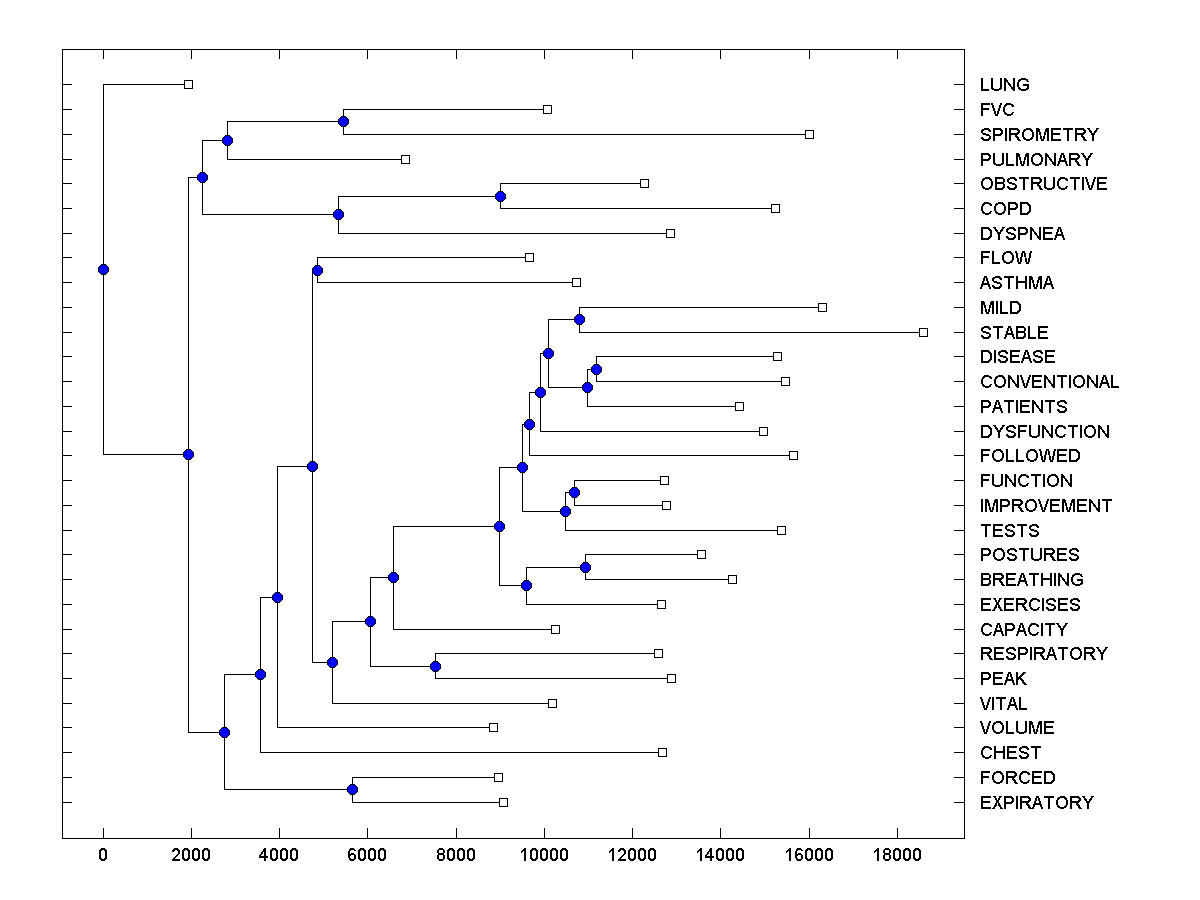 LUNG
FVC
SPIROMETRY
PULMONARY
OBSTRUCTIVE
COPD
DYSPNEA
FLOW
ASTHMA
MILD
STABLE
DISEASE
CONVENTIONAL
PATIENTS
DYSFUNCTION
FOLLOWED
FUNCTION
IMPROVEMENT
TESTS
POSTURES
BREATHING
EXERCISES
CAPACITY
RESPIRATORY
PEAK
VITAL
VOLUME
CHEST
FORCED
EXPIRATORY
0 2000 4000 6000 8000 10000 12000 14000 16000 18000